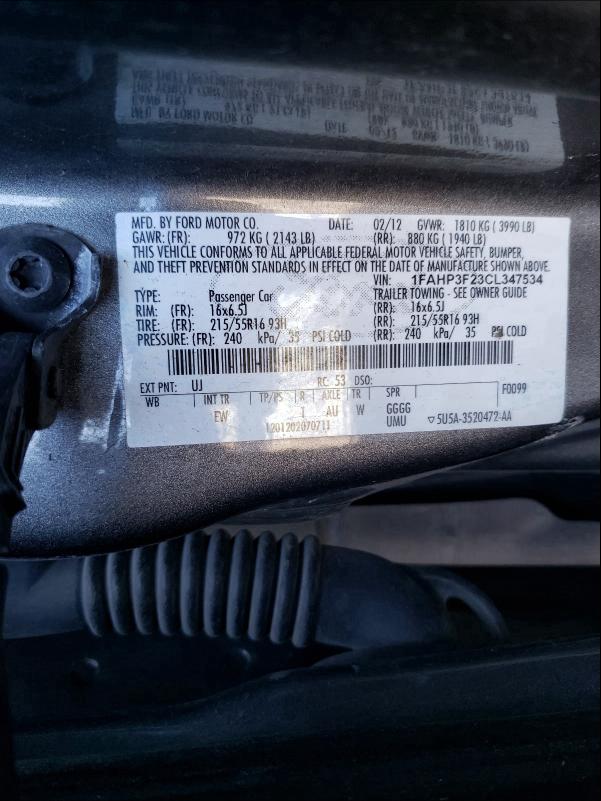 MFD. BY FORD MOTOR CO. DATE: 02/12 GVWR: 1810 KG ( 3990 LB)
GAWR: (FR): 972 KG ( 2143 LB) (RR): 880 KG ( 1940 LB)
THIS VEHICLE CONFORMS TO ALL APPLICABLE FEDERAL MOTOR VEHICLE SAFETY, BUMPER,
AND THEFT PREVENTION STANDARDS IN EFFECT ON THE DATE OF MANUFACTURE SHOWN ABOVE.
VIN: 1FAHP3F23CL347534
TYPE: Passenger Car TRAILER TOWING - SEE OWNER GUIDE
RIM: (FR): 16x6.5J (RR): 16x6.5J
TIRE: (FR): 215/55R16 93H (RR): 215/55R16 93H
PRESSURE: (FR): 240 kPa/ 35 PSI COLD (RR): 240 kPa/ 35 PSI COLD
EXT PNT: UJ RC: 53 DSO:
WB INT TR TP/PS R AXLE TR SPR F0099
EW I AU W GGGG
1201202070711 UMU ▽5U5A-3520472-AA